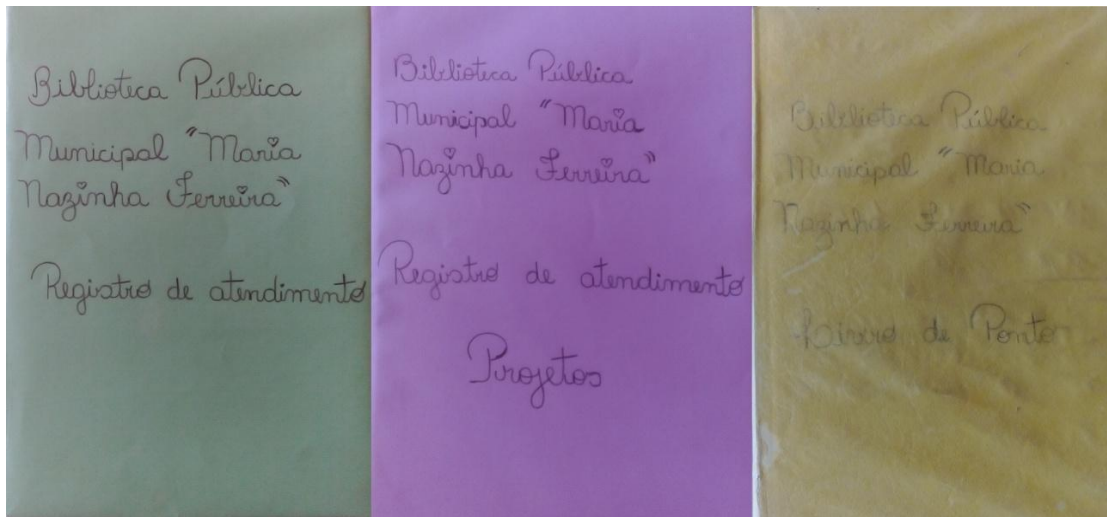 Biblioteca Pública
Municipal "Maria
Nazinha Ferreira"
Registro de atendimento
Biblioteca Pública
Municipal "Maria
Nazinha Ferreira"
Registro de atendimento
Projetos
Biblioteca Pública
Municipal "Maria
Nazinha Ferreira"
Livro de Ponto